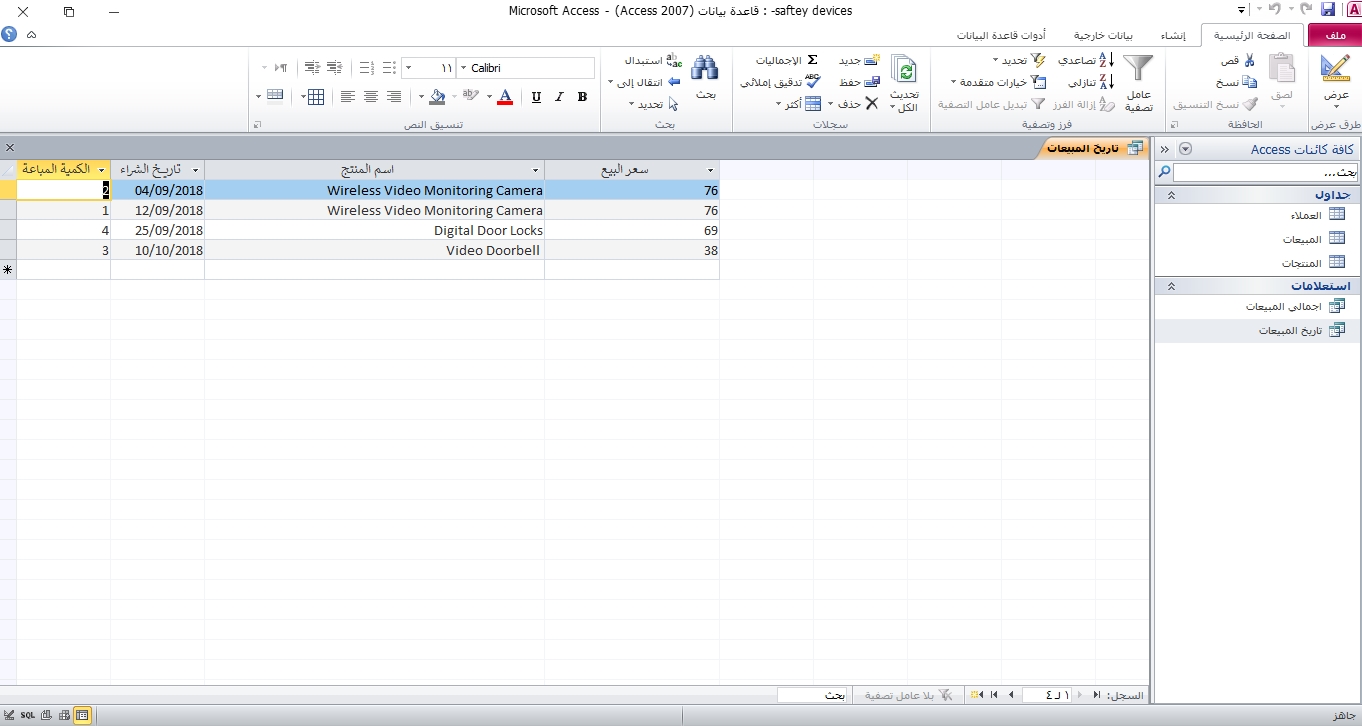 -saftey devices : قاعدة بيانات (Access 2007) - Microsoft Access
ملف الصفحة الرئيسية إنشاء بيانات خارجية أدوات قاعدة البيانات
عرض
طرق عرض
لصق
قص
نسخ
نسخ التنسيق
الحافظة
عامل تصفية
تصاعدي
تنازلي
إزالة الفرز
تحديد
خيارات متقدمة
تبديل عامل التصفية
فرز وتصفية
تحديث الكل
جديد
حفظ
حذف
الإجماليات
تدقيق إملائي
أكثر
سجلات
بحث
استبدال
انتقال إلى
تحديد
بحث
Calibri ١١
B I U A
تنسيق النص
كافة كائنات Access
بحث...
جداول
العملاء
المبيعات
المنتجات
استعلامات
اجمالي المبيعات
تاريخ المبيعات
تاريخ المبيعات
سعر البيع اسم المنتج تاريخ الشراء الكمية المباعة
76 Wireless Video Monitoring Camera 04/09/2018 2
76 Wireless Video Monitoring Camera 12/09/2018 1
69 Digital Door Locks 25/09/2018 4
38 Video Doorbell 10/10/2018 3
السجل: ١ لـ ٤ بلا عامل تصفية بحث
جاهز SQL